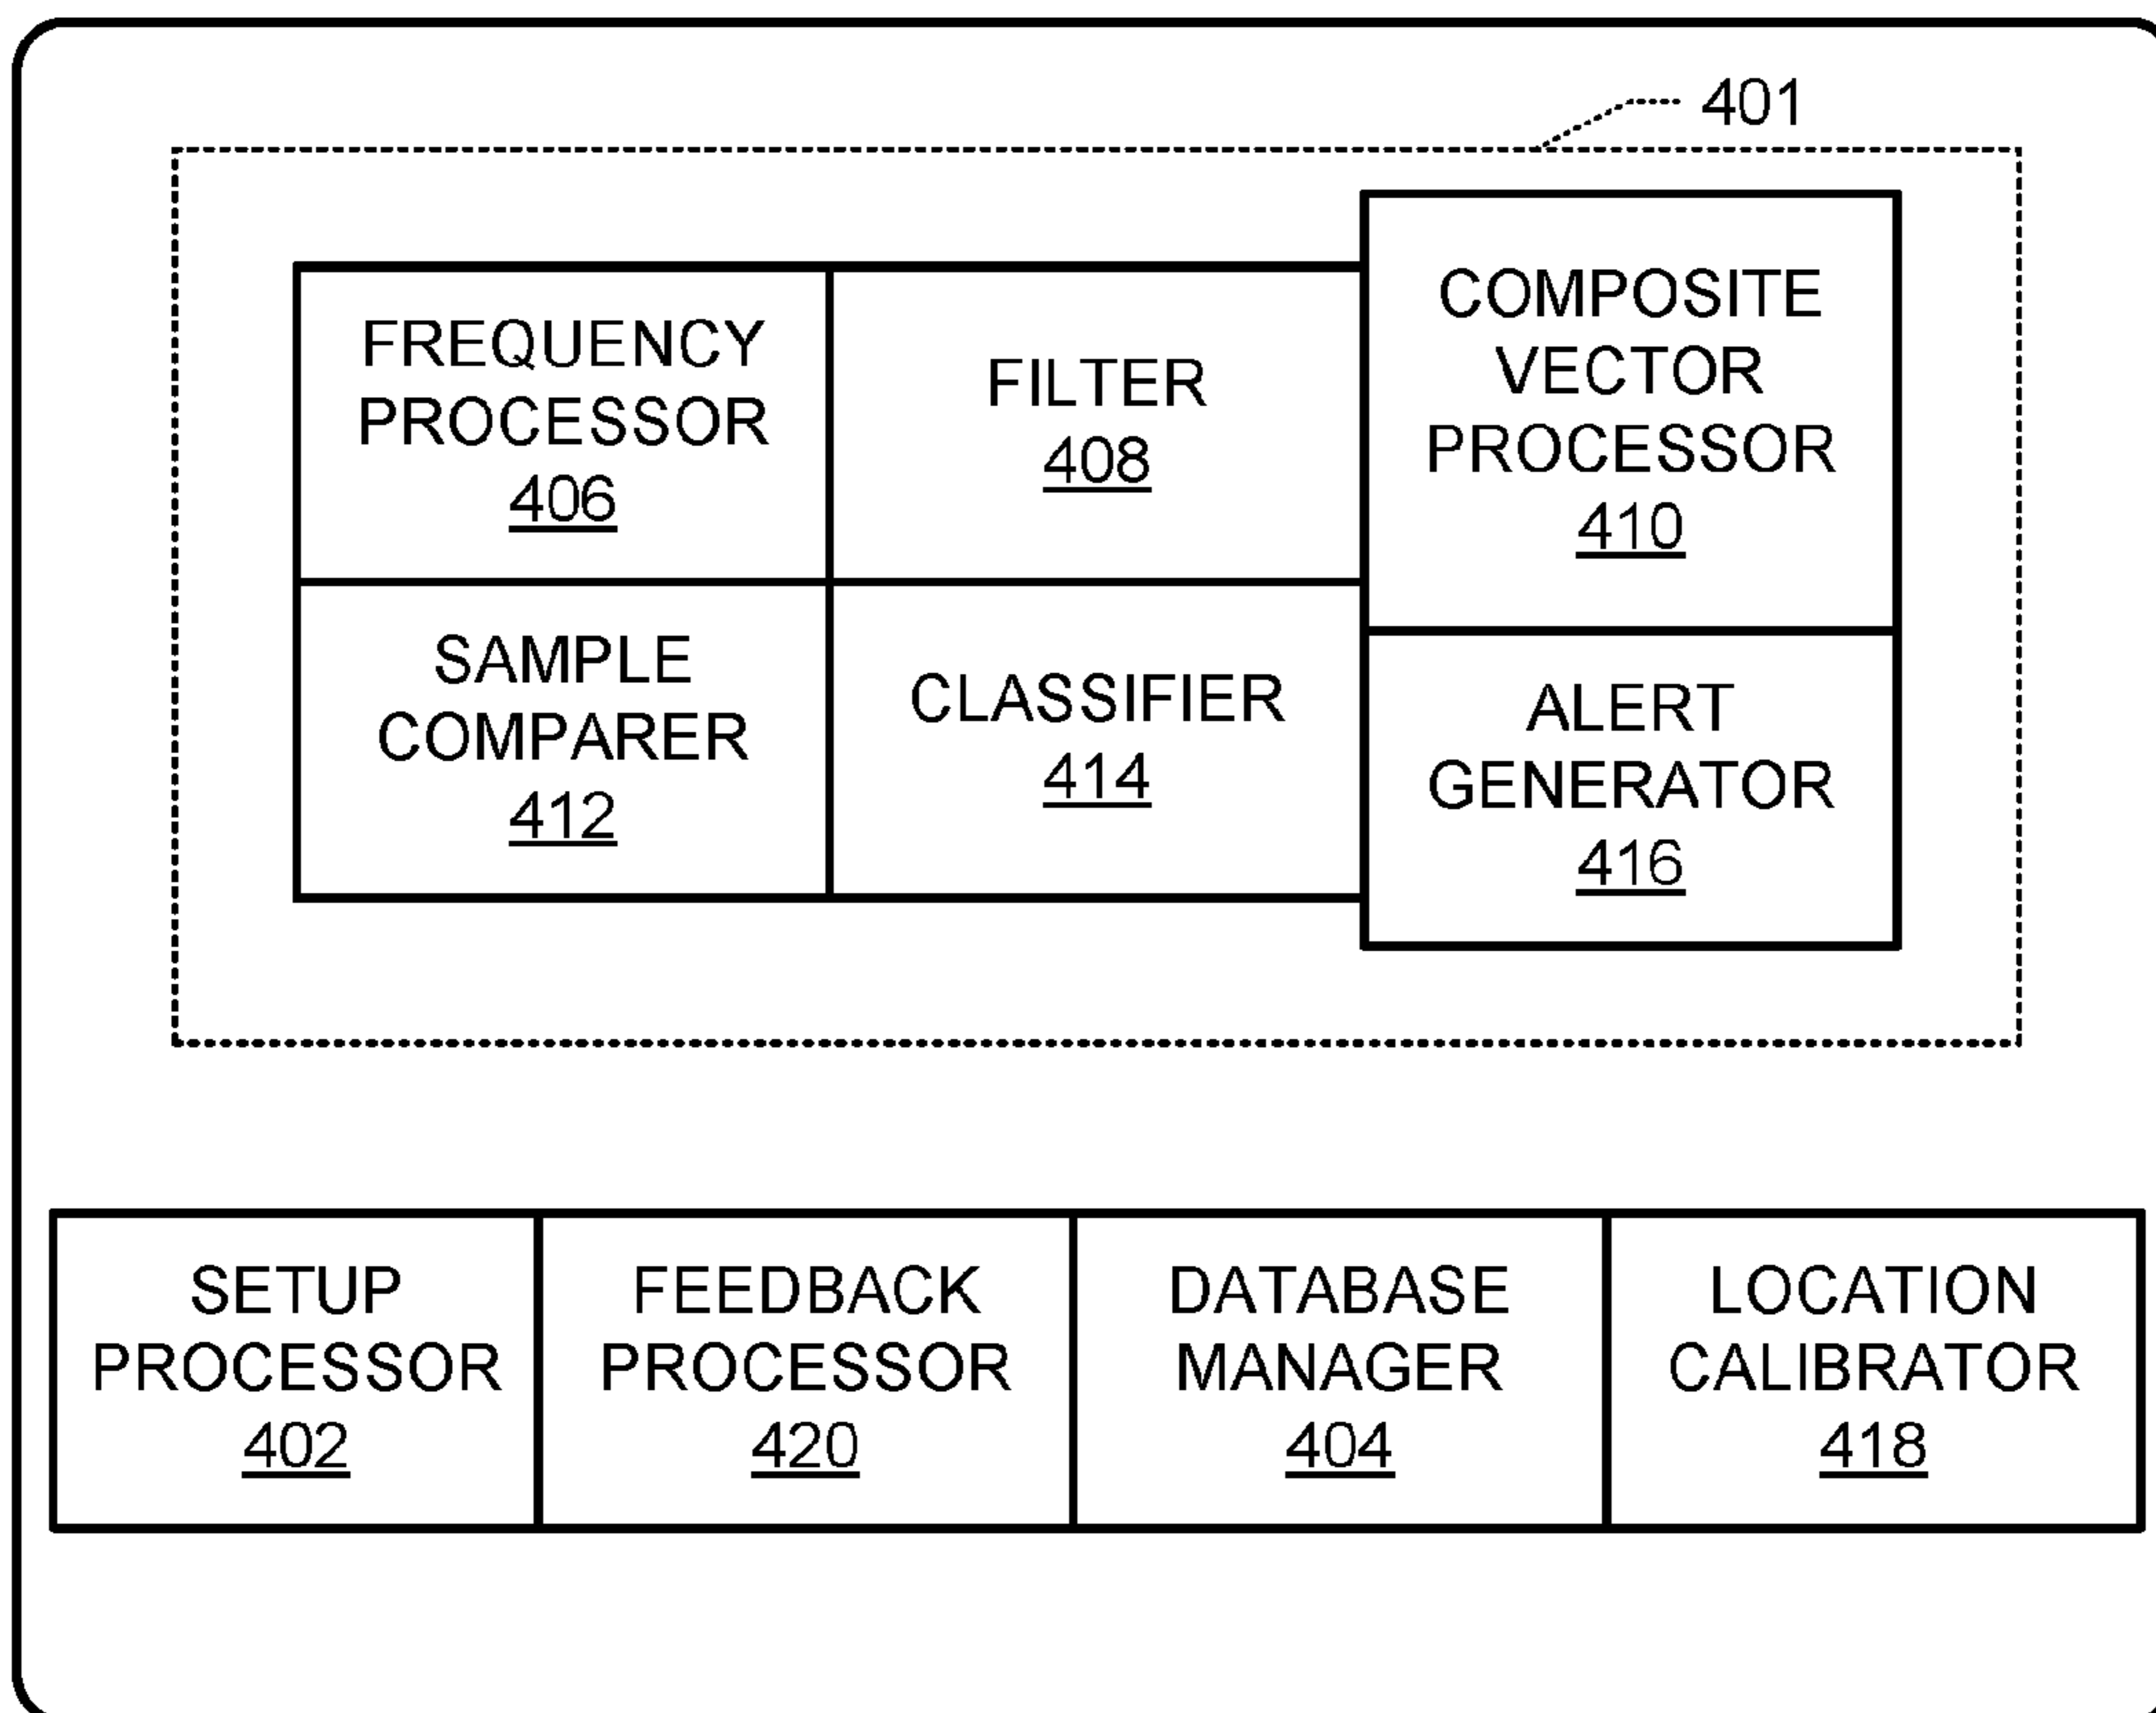 401
FREQUENCY
PROCESSOR
406
FILTER
408
COMPOSITE
VECTOR
PROCESSOR
410
SAMPLE
COMPARER
412
CLASSIFIER
414
ALERT
GENERATOR
416
SETUP
PROCESSOR
402
FEEDBACK
PROCESSOR
420
DATABASE
MANAGER
404
LOCATION
CALIBRATOR
418